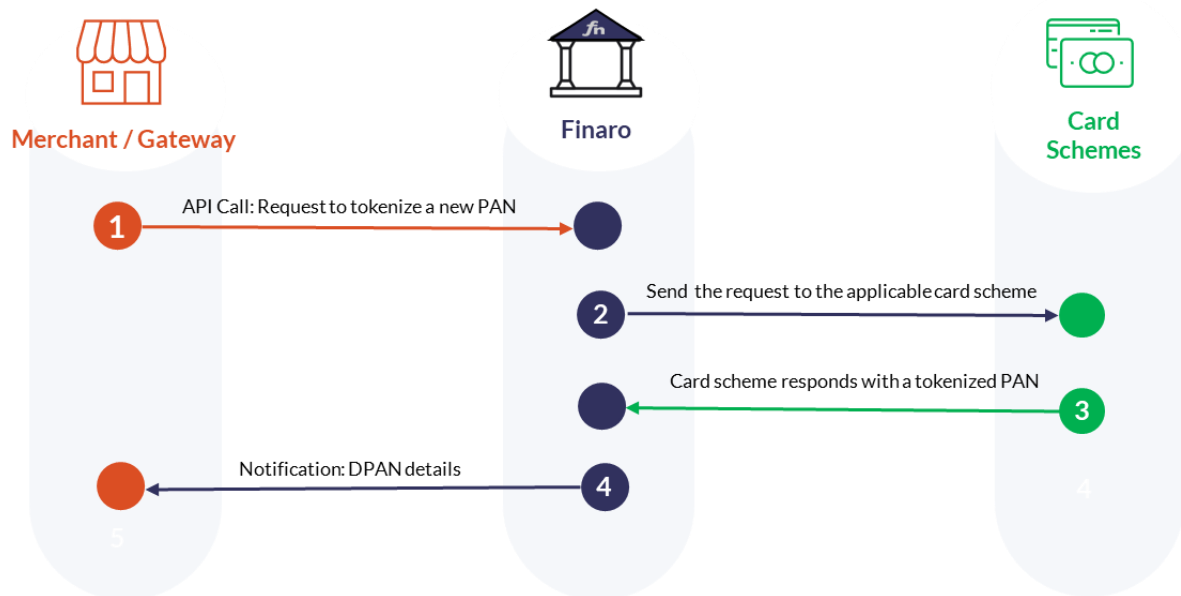 fn
Merchant / Gateway
Finaro
Card
Schemes
API Call: Request to tokenize a new PAN
1
Send the request to the applicable card scheme
2
Card scheme responds with a tokenized PAN
3
Notification: DPAN details
4
4
5